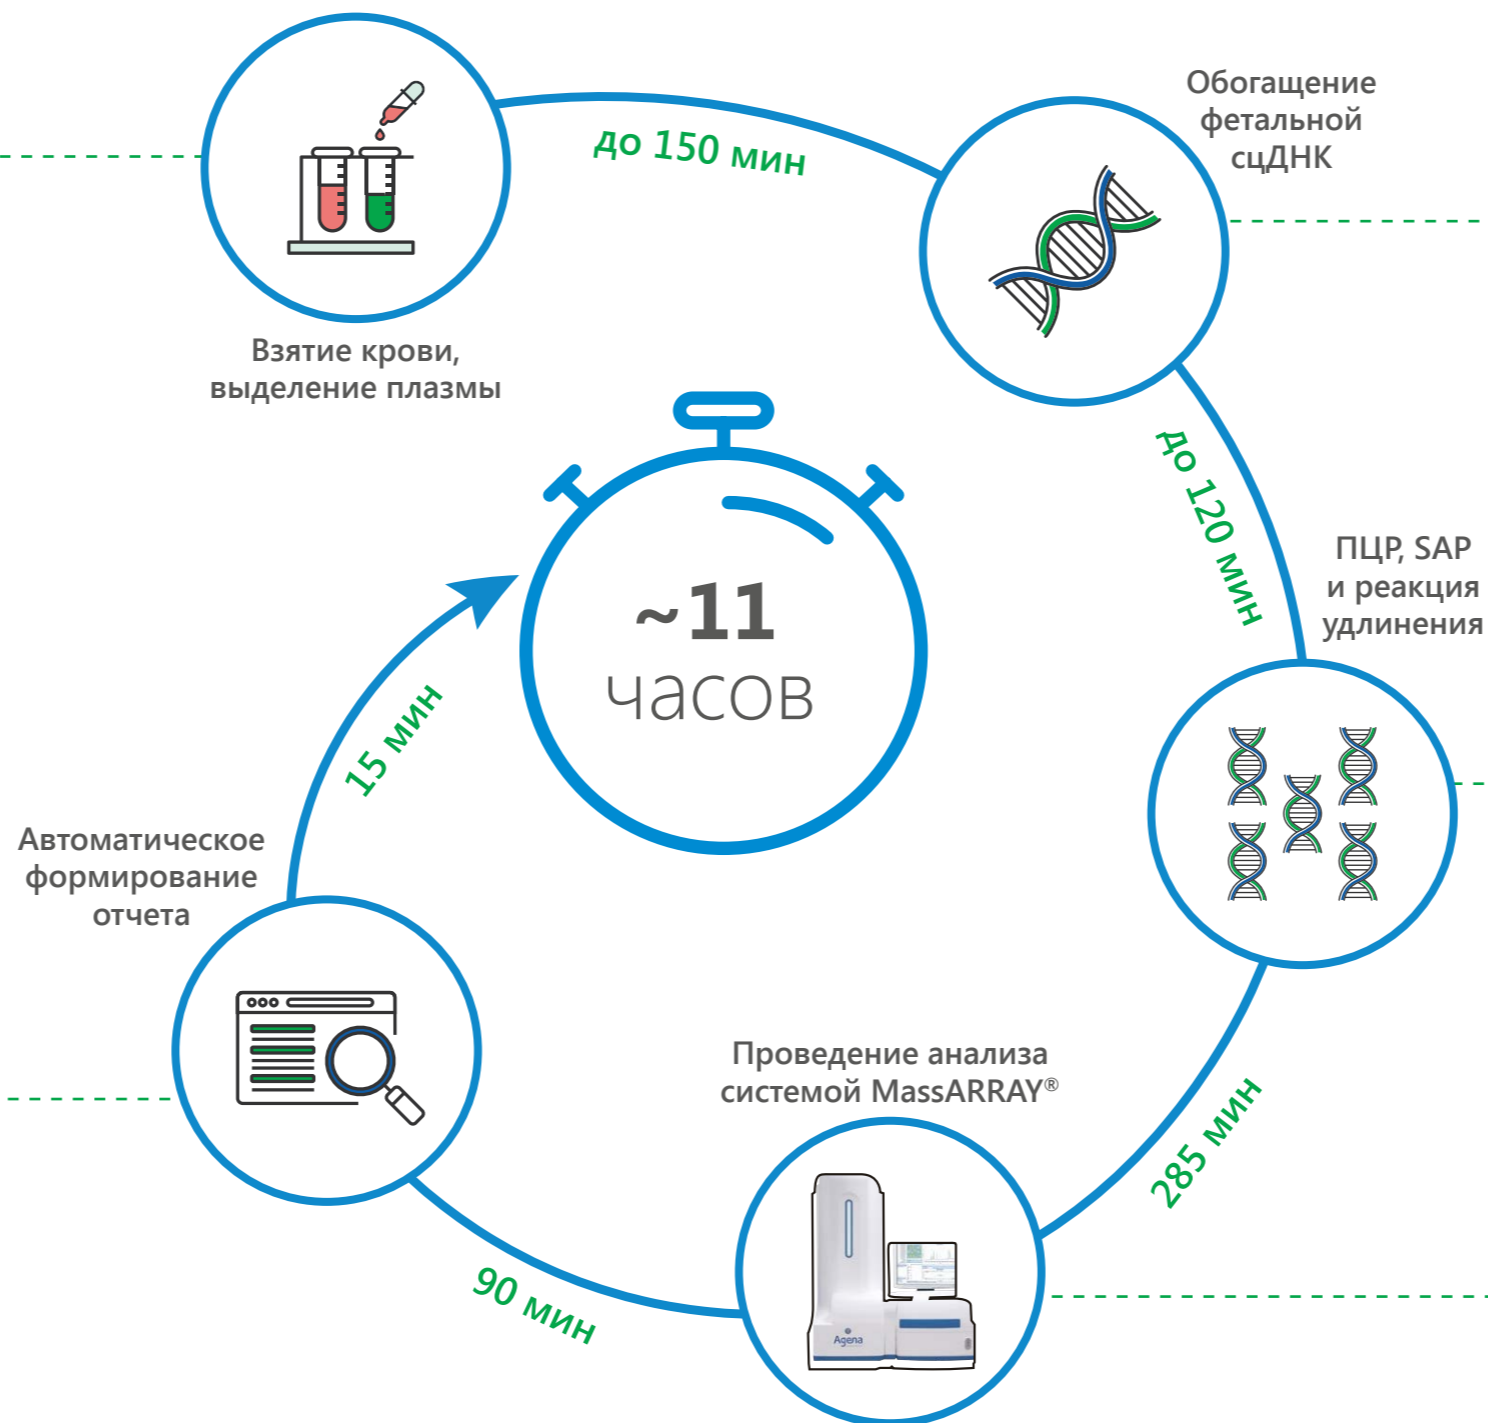 Взятие крови,
выделение плазмы
до 150 мин
Обогащение
фетальной
сцДНК
до 120 мин
ПЦР, SAP
и реакция
удлинения
285 мин
Проведение анализа
системой MassARRAY®
Agena
90 мин
Автоматическое
формирование
отчета
15 мин
~11
часов